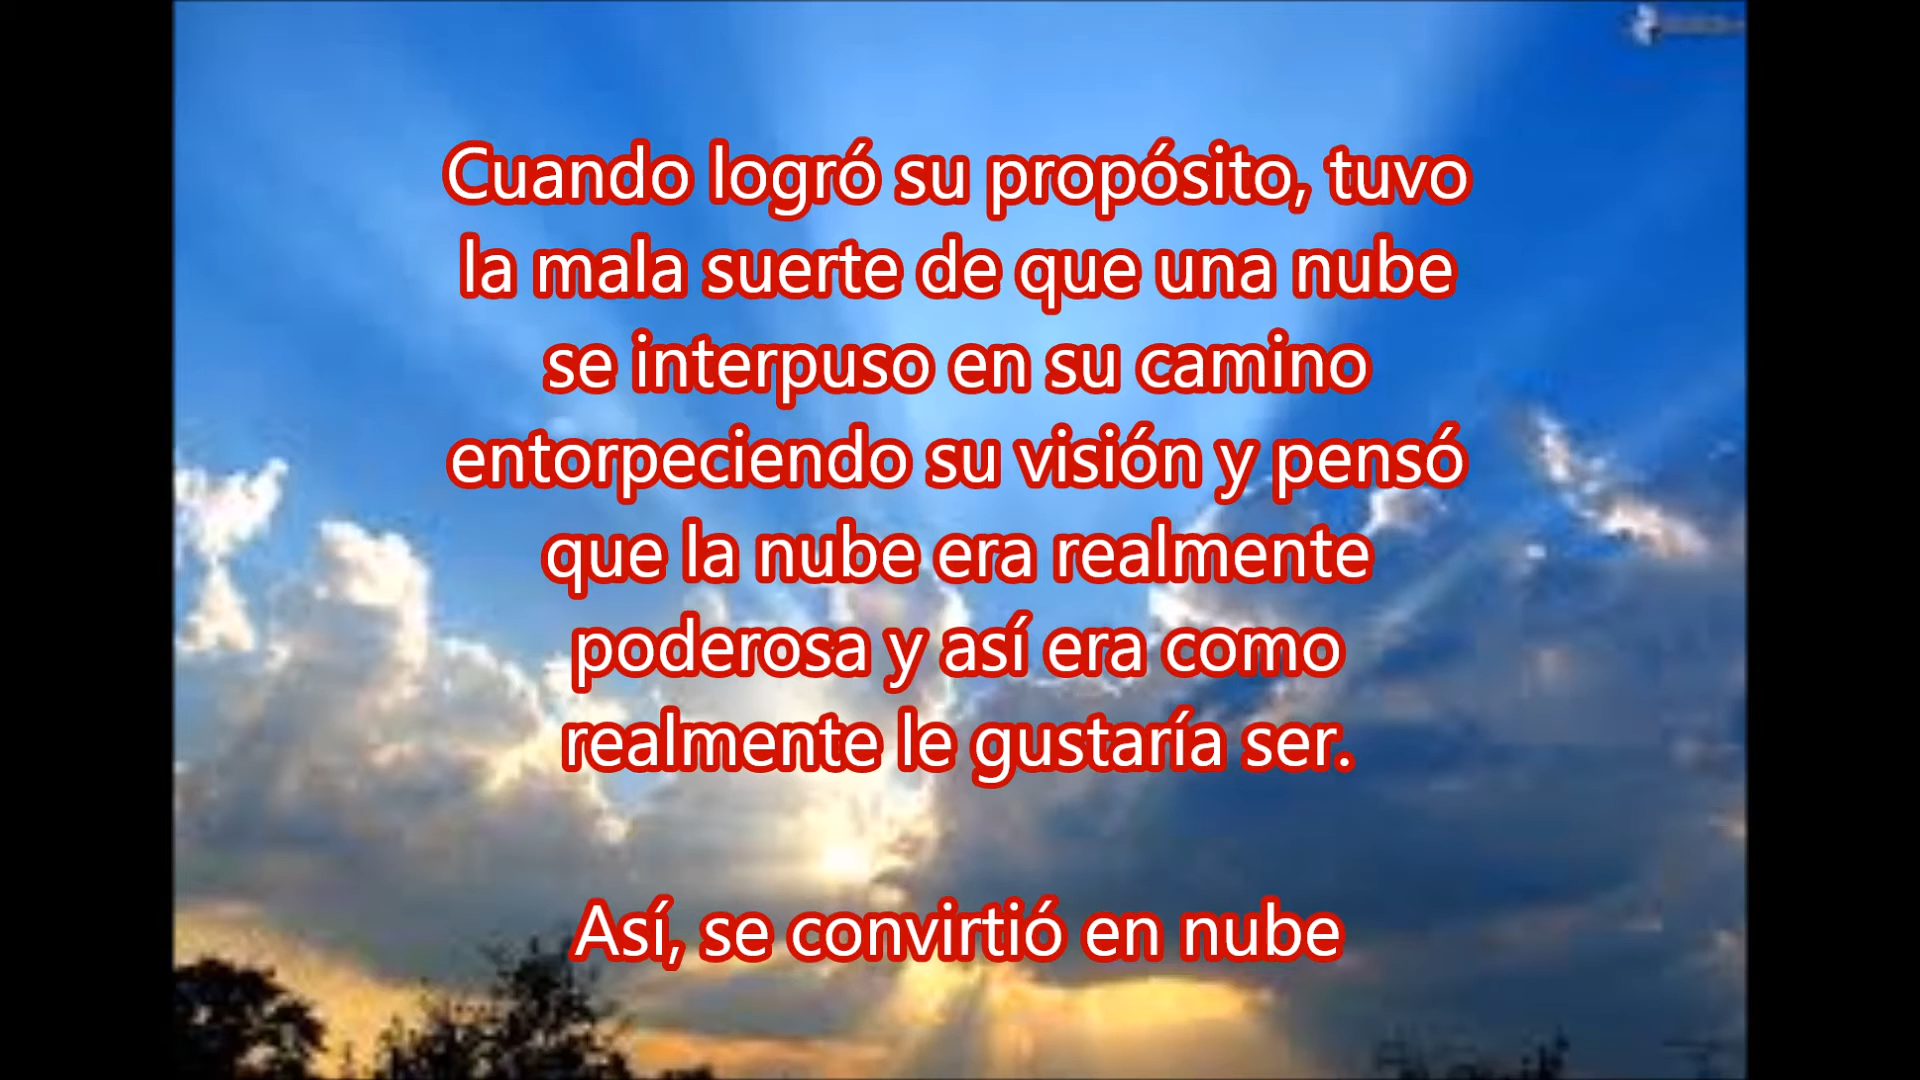 Cuando logró su propósito, tuvo
la mala suerte de que una nube
se interpuso en su camino
entorpeciendo su visión y pensó
que la nube era realmente
poderosa y así era como
realmente le gustaría ser.
Así, se convirtió en nube